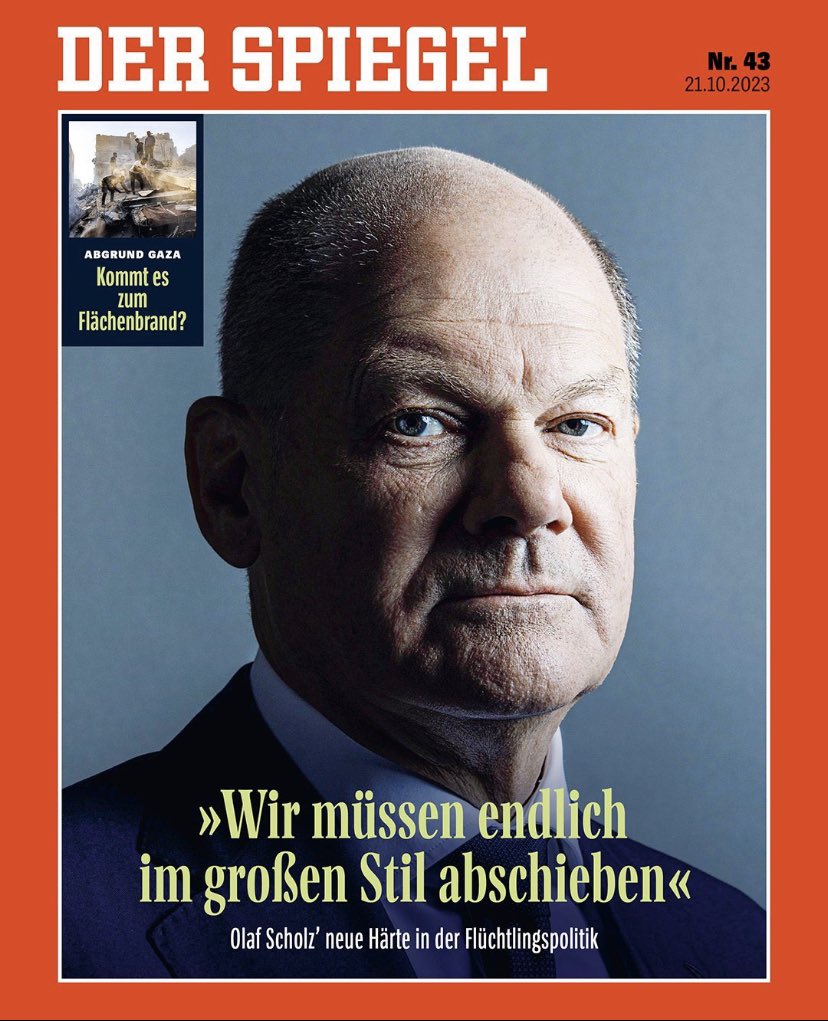 DER SPIEGEL
Nr. 43
21.10.2023
ABGRUND GAZA
Kommt es
zum
Flächenbrand?
»Wir müssen endlich
im großen Stil abschieben«
Olaf Scholz’ neue Härte in der Flüchtlingspolitik